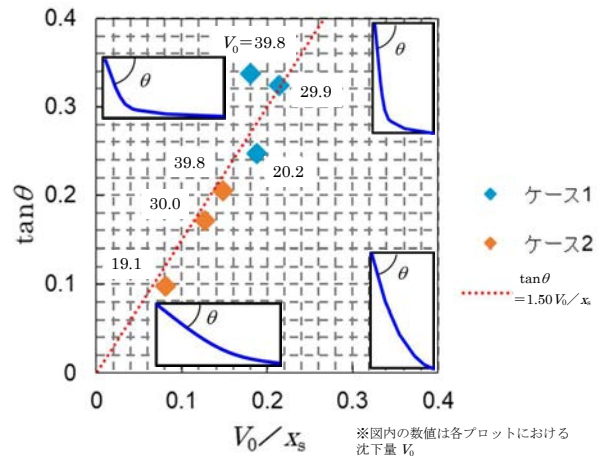 0.4
0.3
0.2
0.1
0
tanθ
V₀＝39.8
θ
θ
29.9
39.8
20.2
30.0
19.1
θ
θ
0
0.1
0.2
0.3
0.4
V₀／xₛ
ケース1
ケース2
tanθ
＝1.50V₀／xₛ
※図内の数値は各プロットにおける
沈下量 V₀